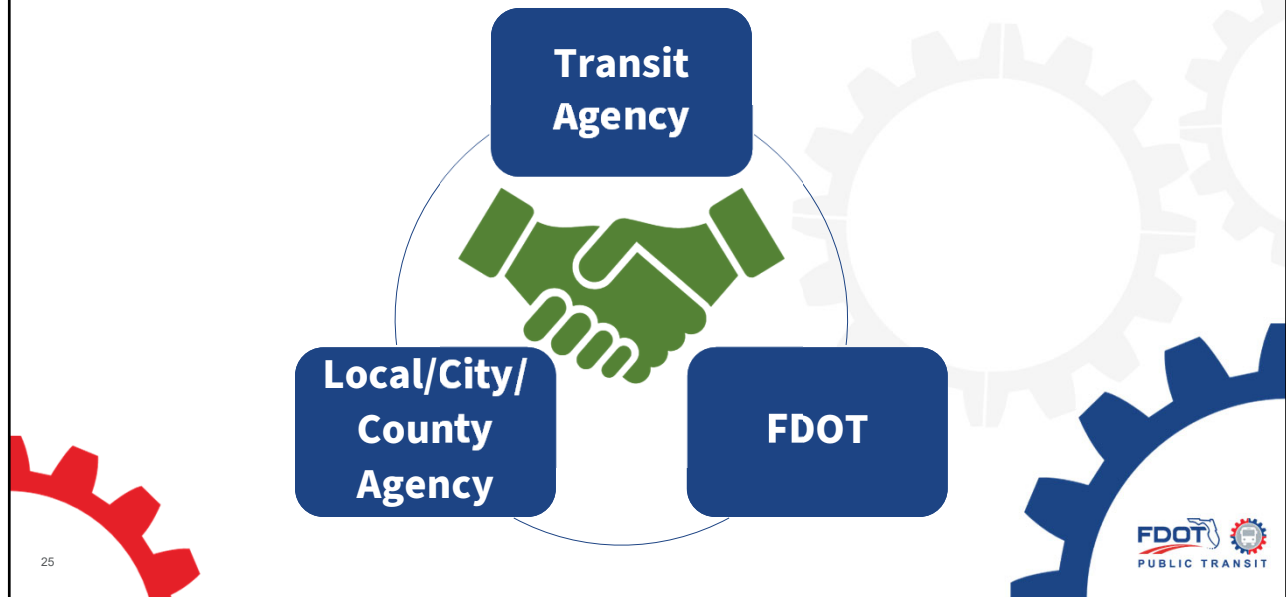 Transit
Agency
Local/City/
County
Agency
FDOT
25
FDOT
PUBLIC TRANSIT